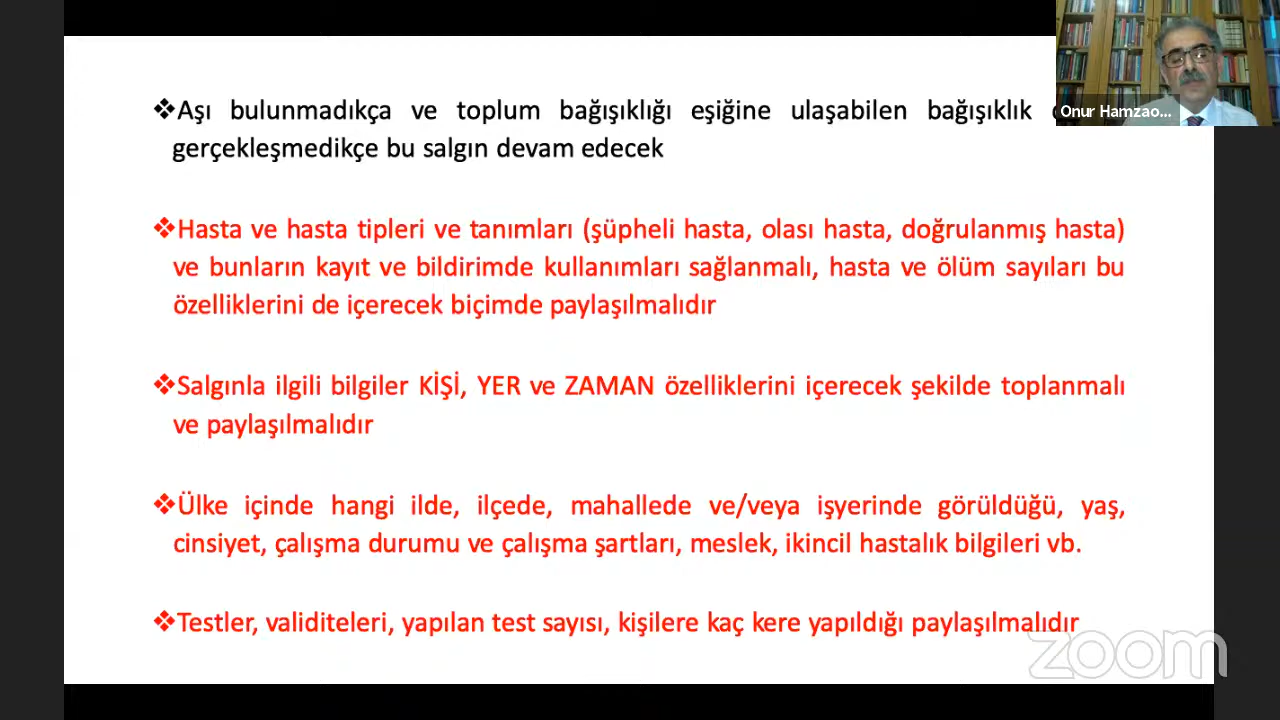 ❖Aşı bulunmadıkça ve toplum bağışıklığı eşiğine ulaşabilen bağışıklık
gerçekleşmedikçe bu salgın devam edecek
❖Hasta ve hasta tipleri ve tanımları (şüpheli hasta, olası hasta, doğrulanmış hasta)
ve bunların kayıt ve bildirimde kullanımları sağlanmalı, hasta ve ölüm sayıları bu
özelliklerini de içerecek biçimde paylaşılmalıdır
❖Salgınla ilgili bilgiler KİŞİ, YER ve ZAMAN özelliklerini içerecek şekilde toplanmalı
ve paylaşılmalıdır
❖Ülke içinde hangi ilde, ilçede, mahallede ve/veya işyerinde görüldüğü, yaş,
cinsiyet, çalışma durumu ve çalışma şartları, meslek, ikincil hastalık bilgileri vb.
❖Testler, validiteleri, yapılan test sayısı, kişilere kaç kere yapıldığı paylaşılmalıdır
Onur Hamzao...
zoom